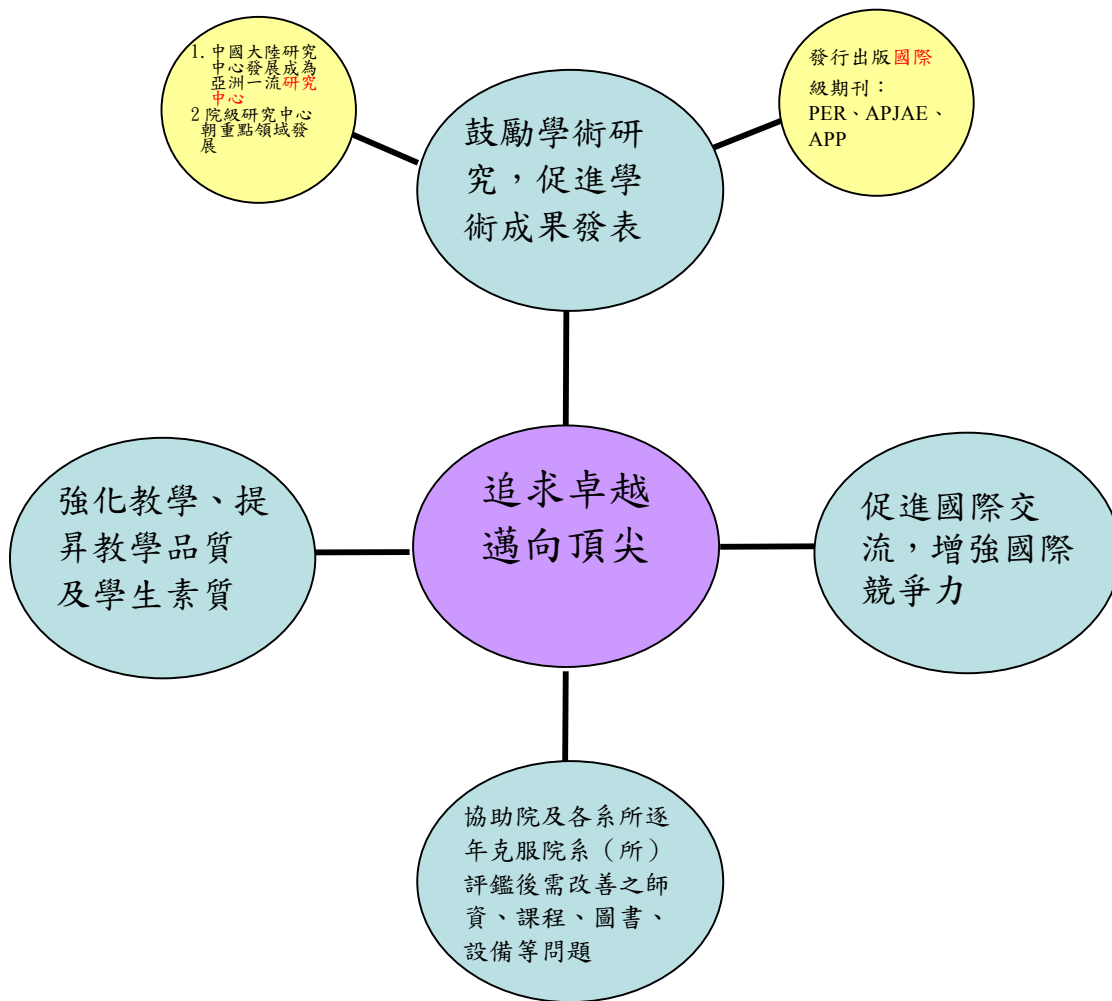 1. 中國大陸研究
中心發展成為
亞洲一流研究
中心
2 院級研究中心
朝重點領域發
展
發行出版國際
級期刊：
PER、APJAE、
APP
鼓勵學術研
究，促進學
術成果發表
強化教學、提
昇教學品質
及學生素質
追求卓越
邁向頂尖
促進國際交
流，增強國際
競爭力
協助院及各系所逐
年克服院系（所）
評鑑後需改善之師
資、課程、圖書、
設備等問題